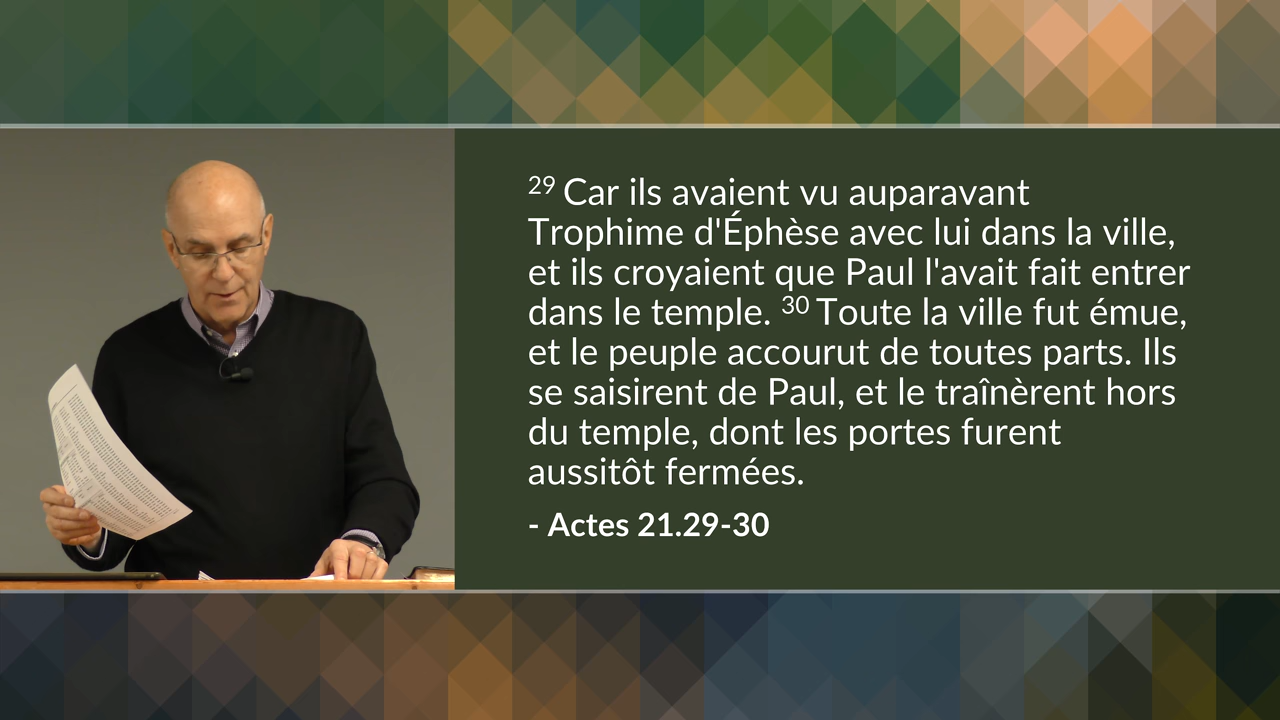 29 Car ils avaient vu auparavant
Trophime d'Éphèse avec lui dans la ville,
et ils croyaient que Paul l'avait fait entrer
dans le temple. 30 Toute la ville fut émue,
et le peuple accourut de toutes parts. Ils
se saisirent de Paul, et le traînèrent hors
du temple, dont les portes furent
aussitôt fermées.
- Actes 21.29-30